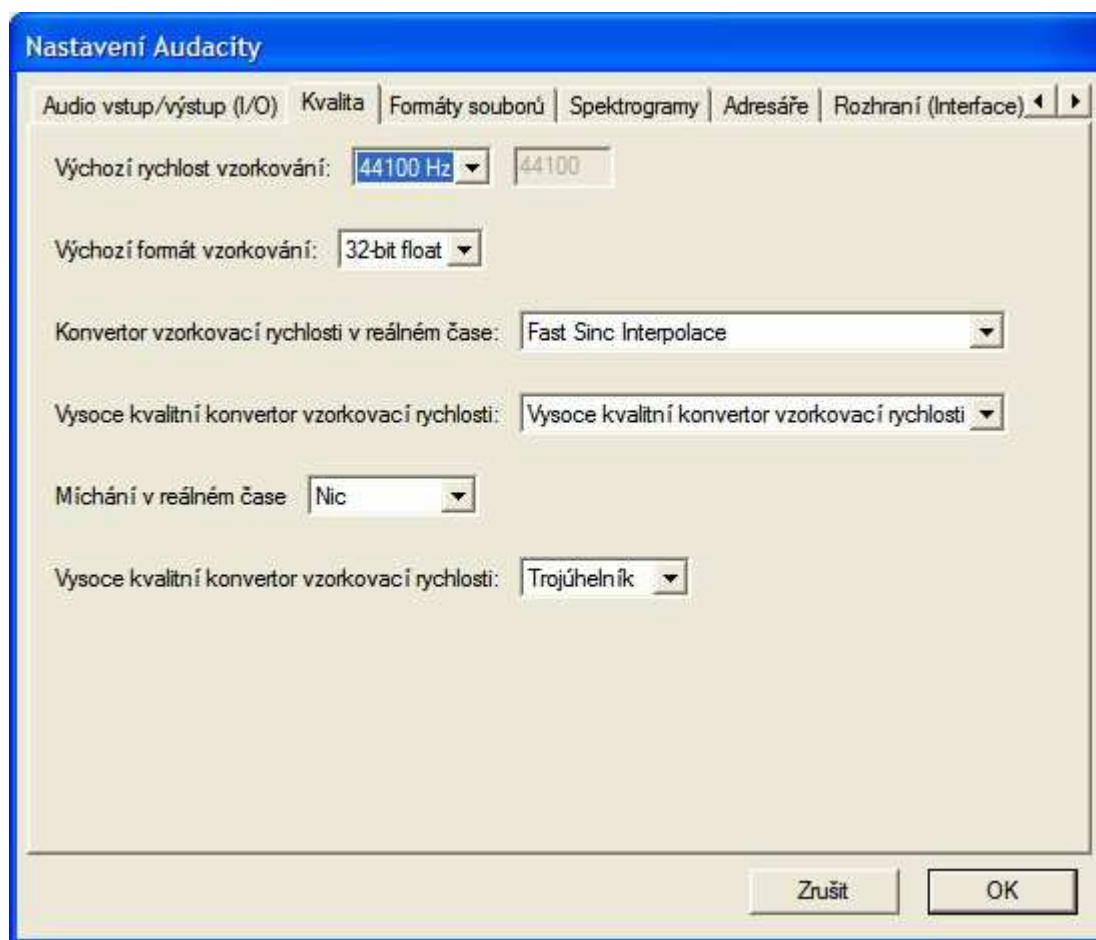 Nastavení Audacity
Audio vstup/výstup (I/O) Kvalita Formáty souborů Spektrogramy Adresáře Rozhraní (Interface)
Výchozí rychlost vzorkování: 44100 Hz 44100
Výchozí formát vzorkování: 32-bit float
Konvertor vzorkovací rychlosti v reálném čase: Fast Sinc Interpolace
Vysoce kvalitní konvertor vzorkovací rychlosti: Vysoce kvalitní konvertor vzorkovací rychlosti
Míchání v reálném čase Nic
Vysoce kvalitní konvertor vzorkovací rychlosti: Trojúhelník
Zrušit OK